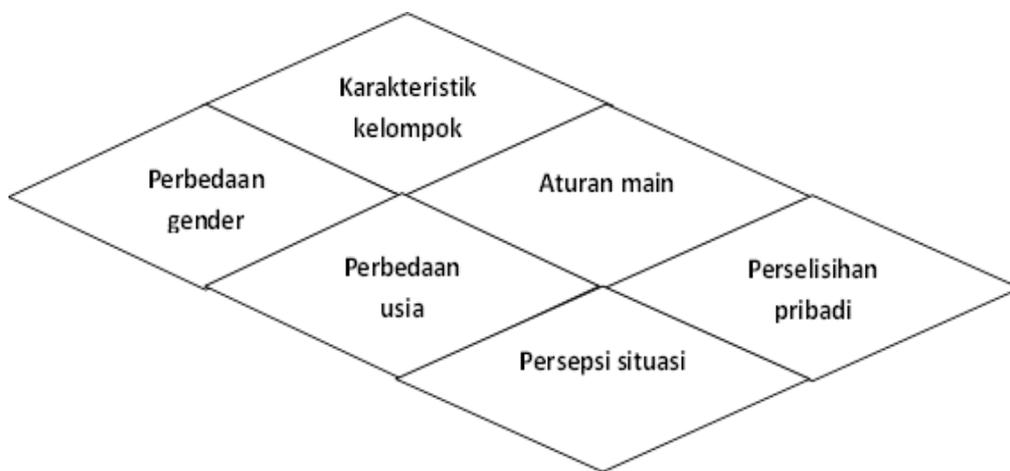 Karakteristik
kelompok
Perbedaan
gender
Aturan main
Perbedaan
usia
Perselisihan
pribadi
Persepsi situasi